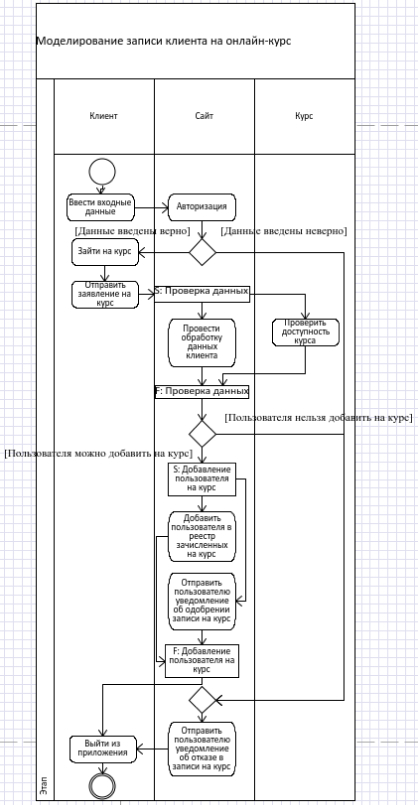 Моделирование записи клиента на онлайн-курс
Клиент
Сайт
Курс
Ввести входные
данные
Авторизация
[Данные введены верно]
[Данные введены неверно]
Зайти на курс
Отправить
заявление на
курс
S: Проверка данных
Провести
обработку
данных
клиента
Проверить
доступность
курса
F: Проверка данных
[Пользователя нельзя добавить на курс]
[Пользователя можно добавить на курс]
S: Добавление
пользователя
на курс
Добавить
пользователя в
реестр
зачисленных
на курс
Отправить
пользователю
уведомление
об одобрении
записи на курс
F: Добавление
пользователя на
курс
Выйти из
приложения
Отправить
пользователю
уведомление
об отказе в
записи на курс
Этап